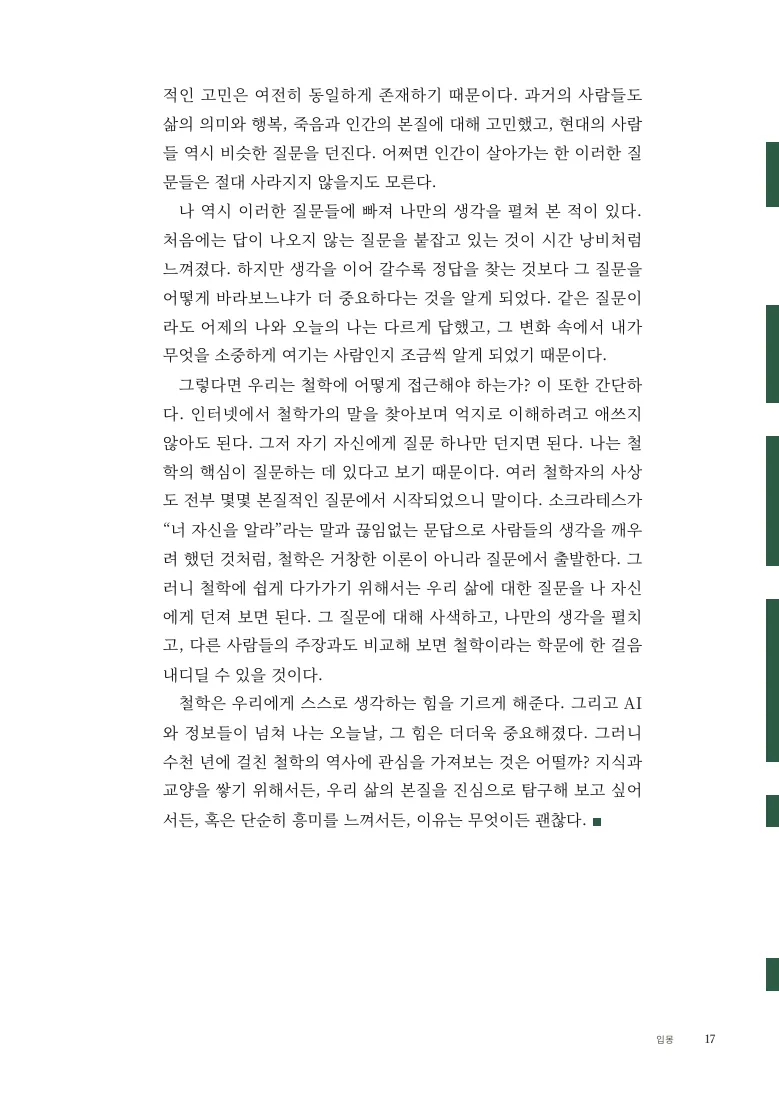 적인 고민은 여전히 동일하게 존재하기 때문이다. 과거의 사람들도
삶의 의미와 행복, 죽음과 인간의 본질에 대해 고민했고, 현대의 사람
들 역시 비슷한 질문을 던진다. 어쩌면 인간이 살아가는 한 이러한 질
문들은 절대 사라지지 않을지도 모른다.
나 역시 이러한 질문들에 빠져 나만의 생각을 펼쳐 본 적이 있다.
처음에는 답이 나오지 않는 질문을 붙잡고 있는 것이 시간 낭비처럼
느껴졌다. 하지만 생각을 이어 갈수록 정답을 찾는 것보다 그 질문을
어떻게 바라보느냐가 더 중요하다는 것을 알게 되었다. 같은 질문이
라도 어제의 나와 오늘의 나는 다르게 답했고, 그 변화 속에서 내가
무엇을 소중하게 여기는 사람인지 조금씩 알게 되었기 때문이다.
그렇다면 우리는 철학에 어떻게 접근해야 하는가? 이 또한 간단하
다. 인터넷에서 철학가의 말을 찾아보며 억지로 이해하려고 애쓰지
않아도 된다. 그저 자기 자신에게 질문 하나만 던지면 된다. 나는 철
학의 핵심이 질문하는 데 있다고 보기 때문이다. 여러 철학자의 사상
도 전부 몇몇 본질적인 질문에서 시작되었으니 말이다. 소크라테스가
“너 자신을 알라”라는 말과 끊임없는 문답으로 사람들의 생각을 깨우
려 했던 것처럼, 철학은 거창한 이론이 아니라 질문에서 출발한다. 그
러니 철학에 쉽게 다가가기 위해서는 우리 삶에 대한 질문을 나 자신
에게 던져 보면 된다. 그 질문에 대해 사색하고, 나만의 생각을 펼치
고, 다른 사람들의 주장과도 비교해 보면 철학이라는 학문에 한 걸음
내디딜 수 있을 것이다.
철학은 우리에게 스스로 생각하는 힘을 기르게 해준다. 그리고 AI
와 정보들이 넘쳐 나는 오늘날, 그 힘은 더더욱 중요해졌다. 그러니
수천 년에 걸친 철학의 역사에 관심을 가져보는 것은 어떨까? 지식과
교양을 쌓기 위해서든, 우리 삶의 본질을 진심으로 탐구해 보고 싶어
서든, 혹은 단순히 흥미를 느껴서든, 이유는 무엇이든 괜찮다. ■
입몽 17